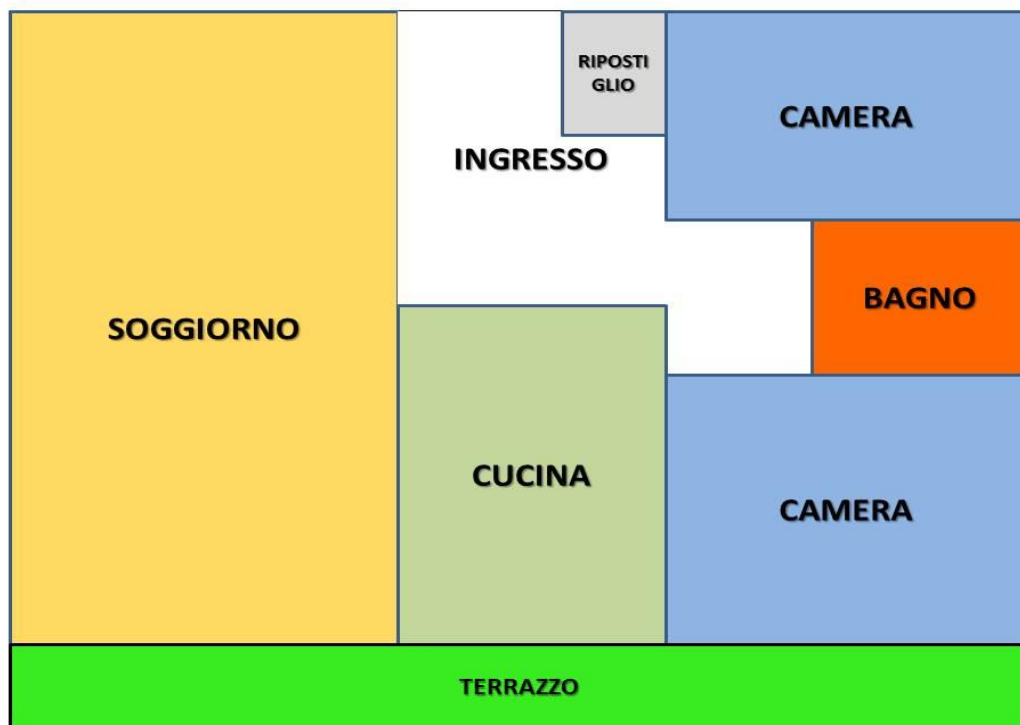 RIPOSTI
GLIO
CAMERA
INGRESSO
BAGNO
SOGGIORNO
CUCINA
CAMERA
TERRAZZO